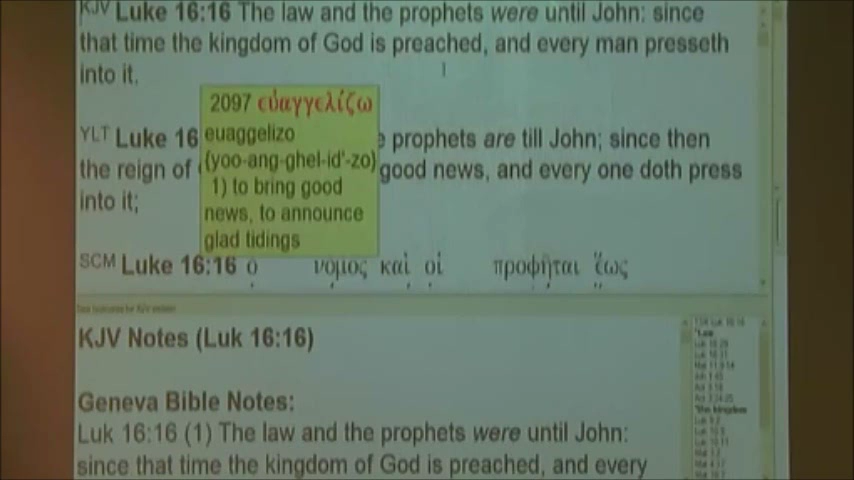 KJV Luke 16:16 The law and the prophets were until John: since
that time the kingdom of God is preached, and every man presseth
into it.
2097 εὐαγγελίζω
euaggelizo
(yoo-ang-ghel-id'-zo)
1) to bring good
news, to announce
glad tidings
YLT Luke 16 prophets are till John; since then
the reign of good news, and every one doth press
into it;
SCM Luke 16:16 ὁ νόμος καὶ οἱ προφῆται ἕως
KJV Notes (Luk 16:16)
Geneva Bible Notes:
Luk 16:16 (1) The law and the prophets were until John:
since that time the kingdom of God is preached, and every